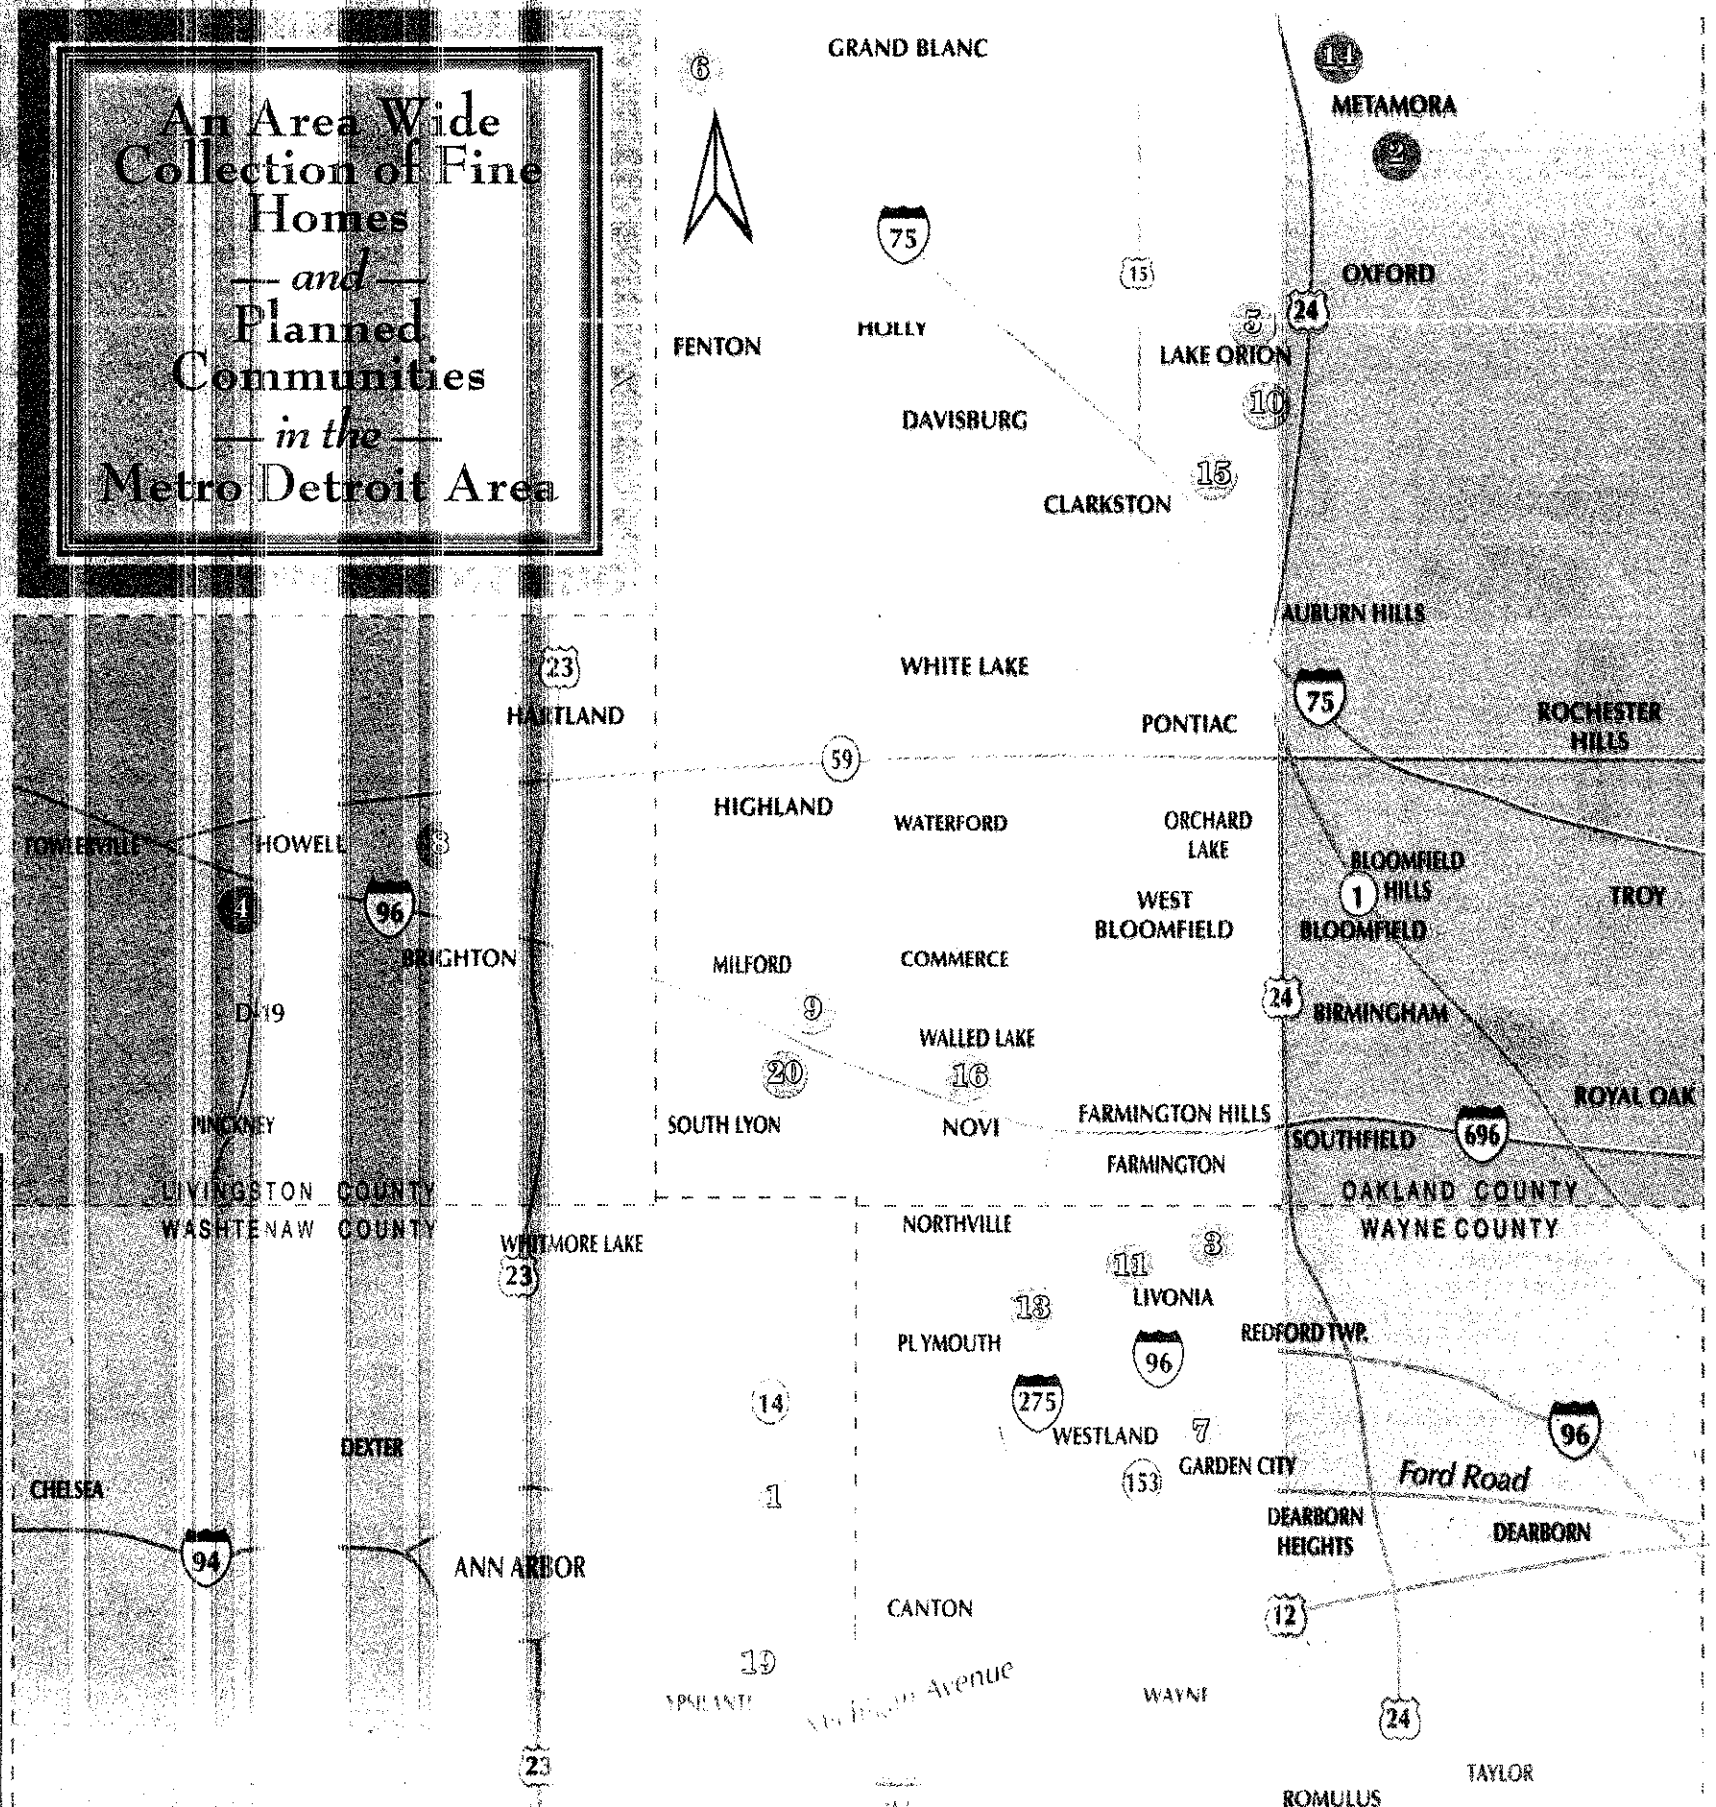 An Area Wide
Collection of Fine
Homes
— and —
Planned
Communities
— in the —
Metro Detroit Area
6
GRAND BLANC
METAMORA
2
75
15
OXFORD
24
5
HOLLY
FENTON
LAKE ORION
10
DAVISBURG
15
CLARKSTON
AUBURN HILLS
23
WHITE LAKE
HARTLAND
75
PONTIAC
ROCHESTER
HILLS
59
HIGHLAND
WATERFORD
ORCHARD
LAKE
FOWLERVILLE
HOWELL
8
BLOOMFIELD
HILLS
1
TROY
4
96
WEST
BLOOMFIELD
BLOOMFIELD
BRIGHTON
MILFORD
COMMERCE
24
D-19
9
BIRMINGHAM
WALLED LAKE
20
16
ROYAL OAK
PINCKNEY
SOUTH LYON
NOVI
FARMINGTON HILLS
SOUTHFIELD
696
FARMINGTON
LIVINGSTON COUNTY
OAKLAND COUNTY
WASHTENAW COUNTY
NORTHVILLE
WAYNE COUNTY
WHITMORE LAKE
3
23
11
LIVONIA
13
PLYMOUTH
REDFORD TWP.
96
275
14
WESTLAND
7
96
DEXTER
GARDEN CITY
153
Ford Road
CHELSEA
1
DEARBORN
HEIGHTS
DEARBORN
94
ANN ARBOR
CANTON
12
19
YPSILANTI
Michigan Avenue
WAYNE
24
23
TAYLOR
ROMULUS